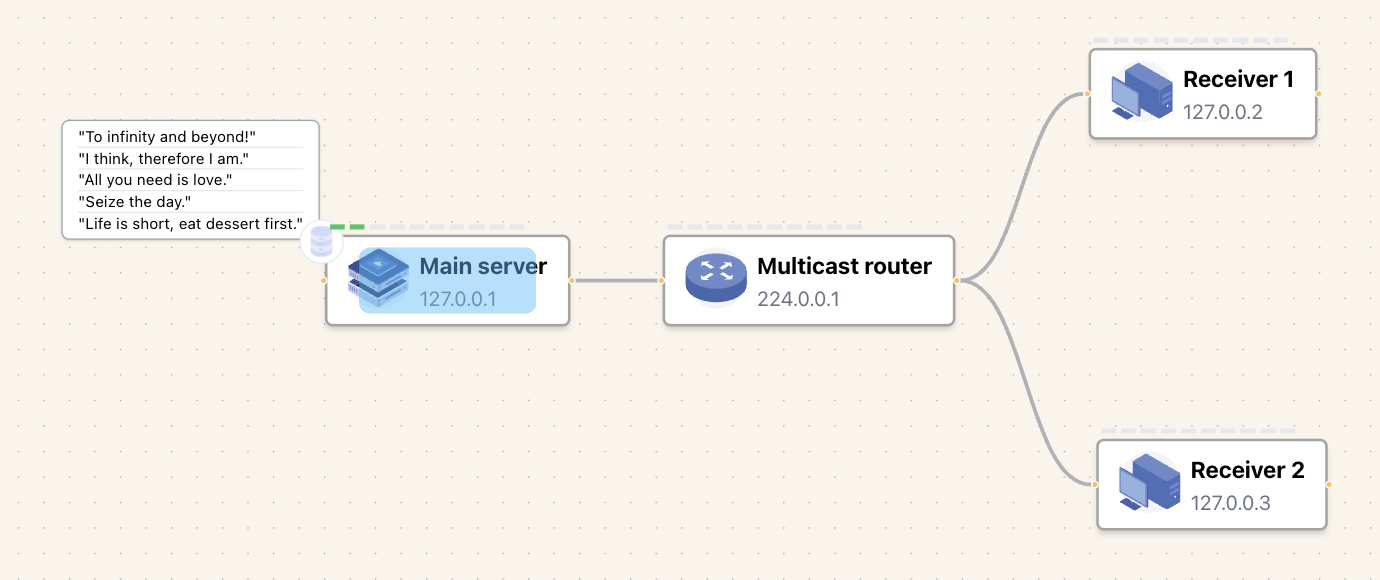 "To infinity and beyond!"
"I think, therefore I am."
"All you need is love."
"Seize the day."
"Life is short, eat dessert first."
Main server
127.0.0.1
Multicast router
224.0.0.1
Receiver 1
127.0.0.2
Receiver 2
127.0.0.3